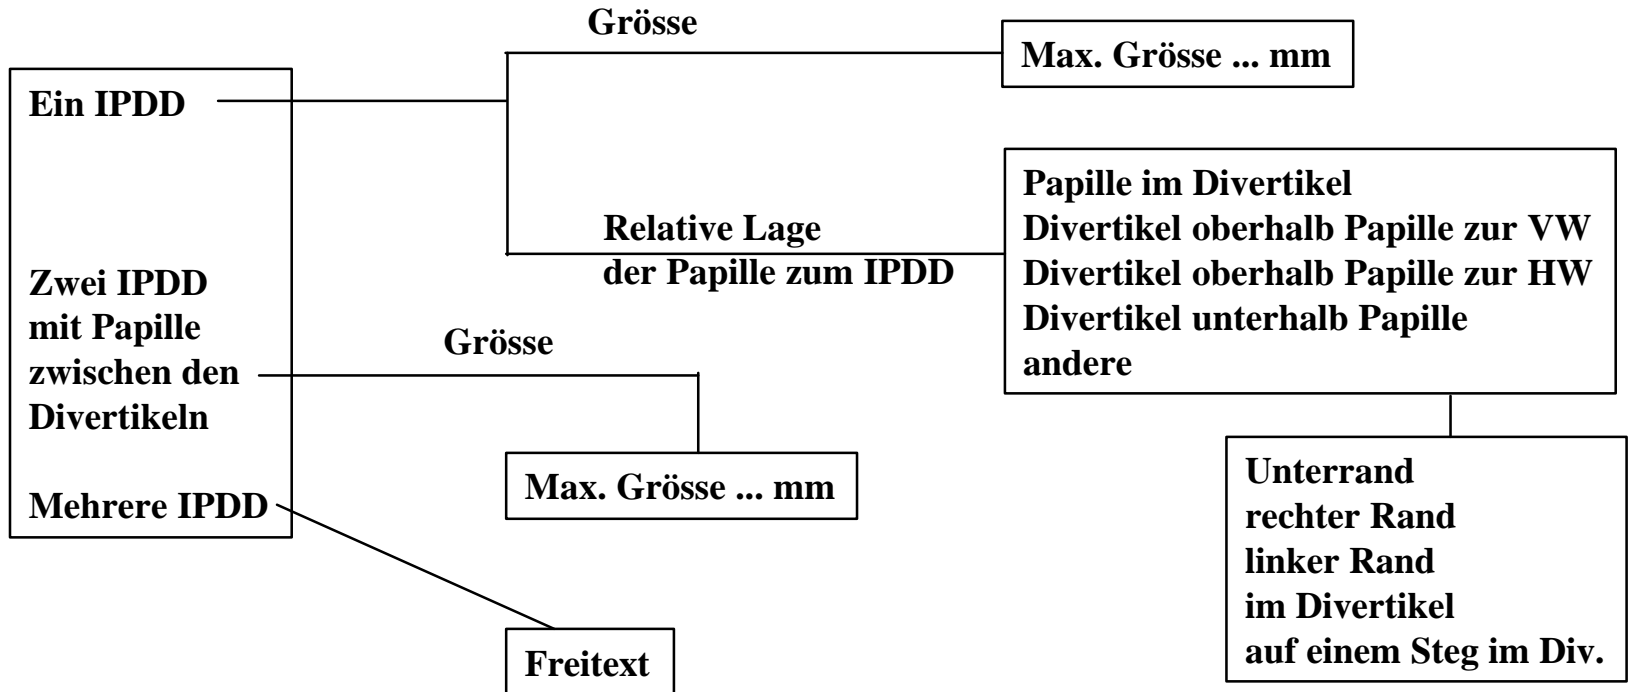 Grösse
Max. Grösse ... mm
Ein IPDD
Relative Lage
der Papille zum IPDD
Papille im Divertikel
Divertikel oberhalb Papille zur VW
Divertikel oberhalb Papille zur HW
Divertikel unterhalb Papille
andere
Zwei IPDD
mit Papille
zwischen den
Divertikeln
Grösse
Max. Grösse ... mm
Mehrere IPDD
Unterrand
rechter Rand
linker Rand
im Divertikel
auf einem Steg im Div.
Freitext